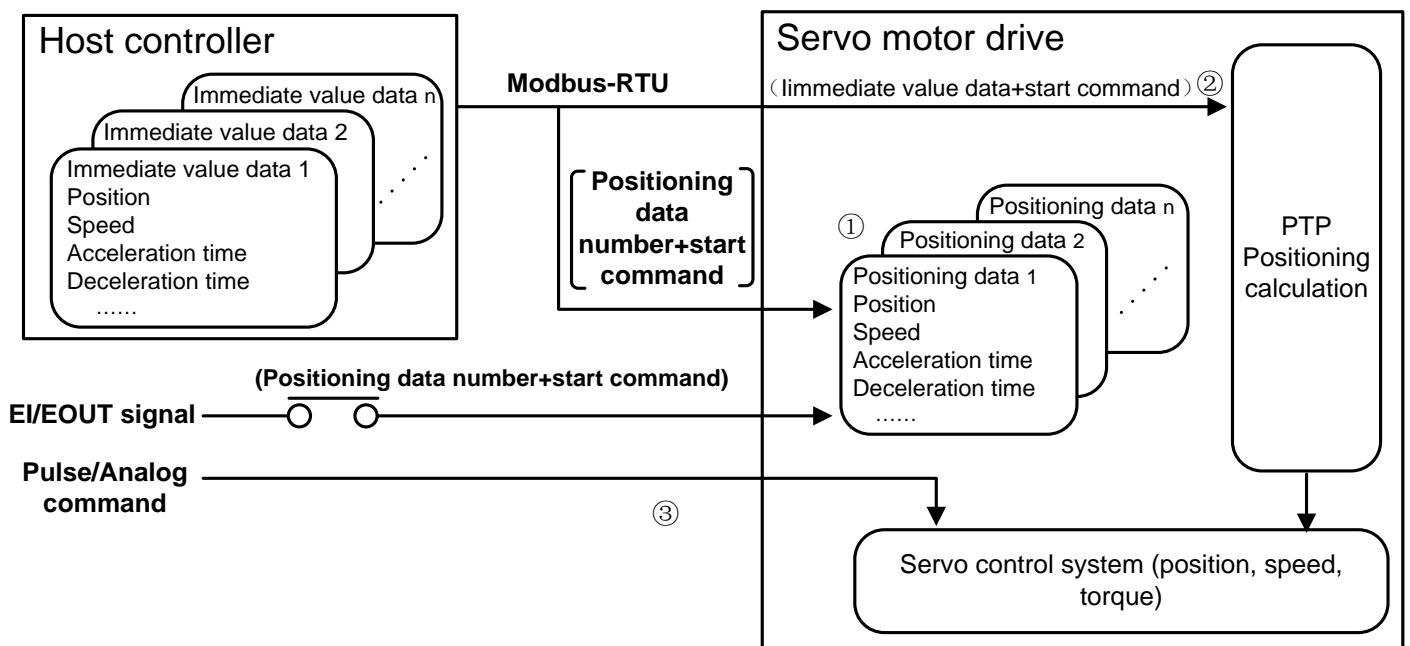 Host controller
Immediate value data n
Immediate value data 2
Immediate value data 1
Position
Speed
Acceleration time
Deceleration time
......
Modbus-RTU
Positioning
data
number+start
command
Servo motor drive
（Iimmediate value data+start command）②
①
Positioning data n
Positioning data 2
Positioning data 1
Position
Speed
Acceleration time
Deceleration time
......
PTP
Positioning
calculation
(Positioning data number+start command)
EI/EOUT signal
Pulse/Analog
command
③
Servo control system (position, speed,
torque)